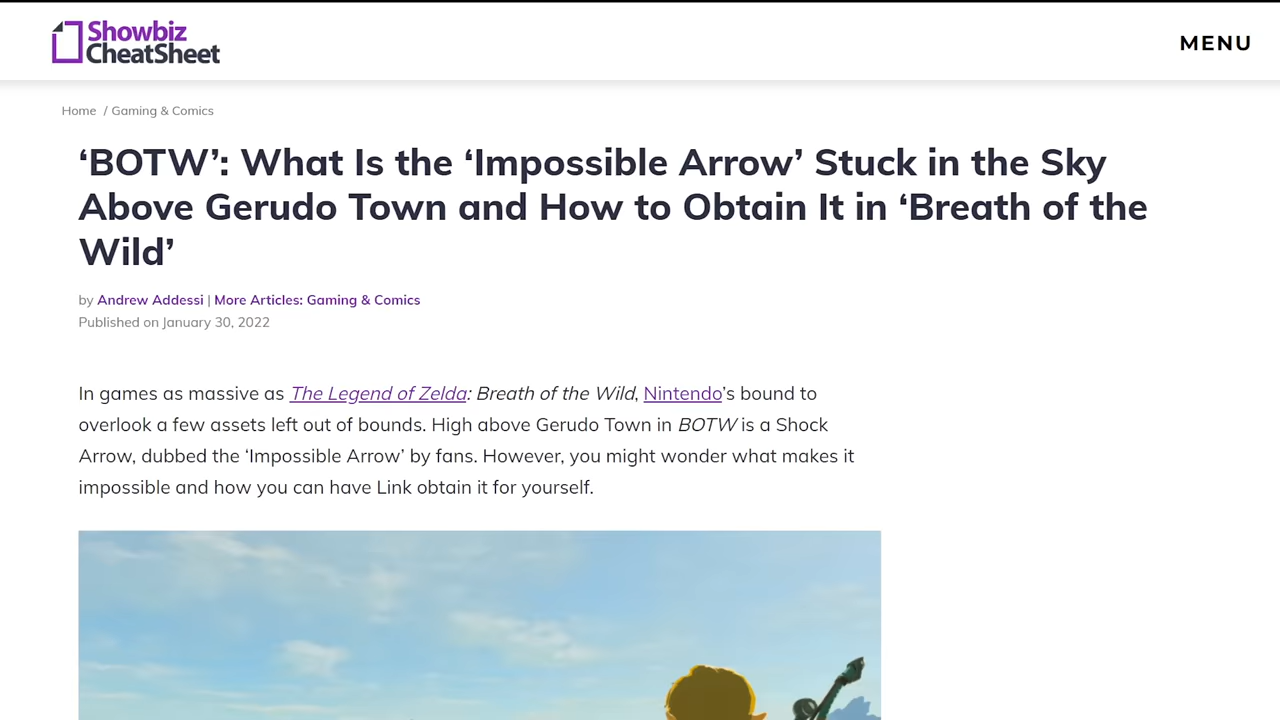 Showbiz
CheatSheet
MENU
Home / Gaming & Comics
‘BOTW’: What Is the ‘Impossible Arrow’ Stuck in the Sky
Above Gerudo Town and How to Obtain It in ‘Breath of the
Wild’
by Andrew Addessi | More Articles: Gaming & Comics
Published on January 30, 2022
In games as massive as The Legend of Zelda: Breath of the Wild, Nintendo’s bound to
overlook a few assets left out of bounds. High above Gerudo Town in BOTW is a Shock
Arrow, dubbed the ‘Impossible Arrow’ by fans. However, you might wonder what makes it
impossible and how you can have Link obtain it for yourself.